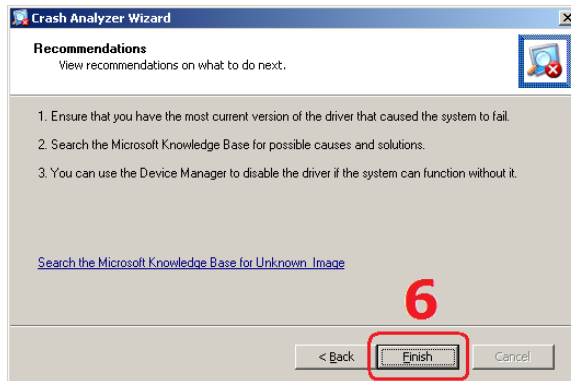 Crash Analyzer Wizard
Recommendations
View recommendations on what to do next.
1. Ensure that you have the most current version of the driver that caused the system to fail.
2. Search the Microsoft Knowledge Base for possible causes and solutions.
3. You can use the Device Manager to disable the driver if the system can function without it.
Search the Microsoft Knowledge Base for Unknown_Image
6
< Back
Finish
Cancel